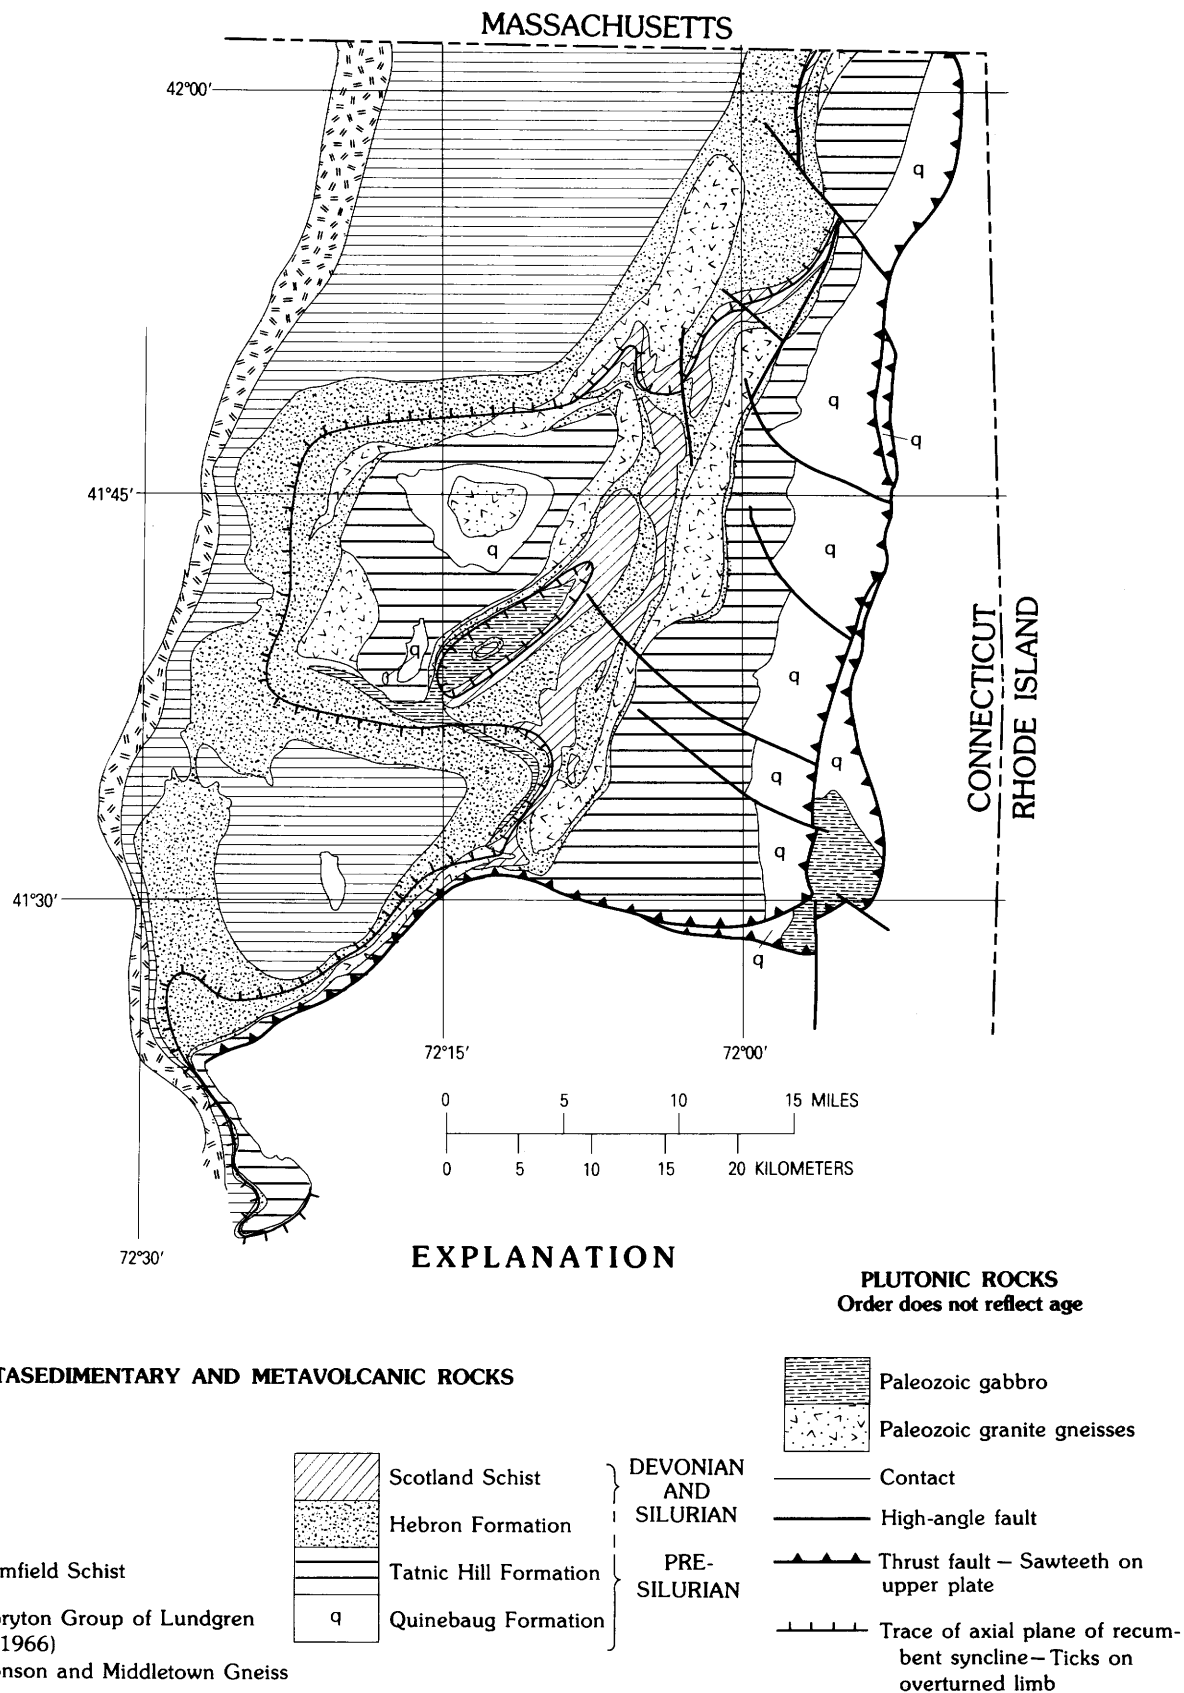 MASSACHUSETTS
42°00′
q
q
q
41°45′
q
q
q
q
CONNECTICUT
RHODE ISLAND
q
q
q
41°30′
q
72°15′
72°00′
0 5 10 15 MILES
0 5 10 15 20 KILOMETERS
72°30′
EXPLANATION
PLUTONIC ROCKS
Order does not reflect age
TASEDIMENTARY AND METAVOLCANIC ROCKS
Paleozoic gabbro
Paleozoic granite gneisses
Scotland Schist
Hebron Formation
Tatnic Hill Formation
q Quinebaug Formation
DEVONIAN
AND
SILURIAN
PRE-
SILURIAN
Contact
High-angle fault
Thrust fault — Sawteeth on
upper plate
Trace of axial plane of recum-
bent syncline—Ticks on
overturned limb
mfield Schist
ryton Group of Lundgren
1966)
nson and Middletown Gneiss